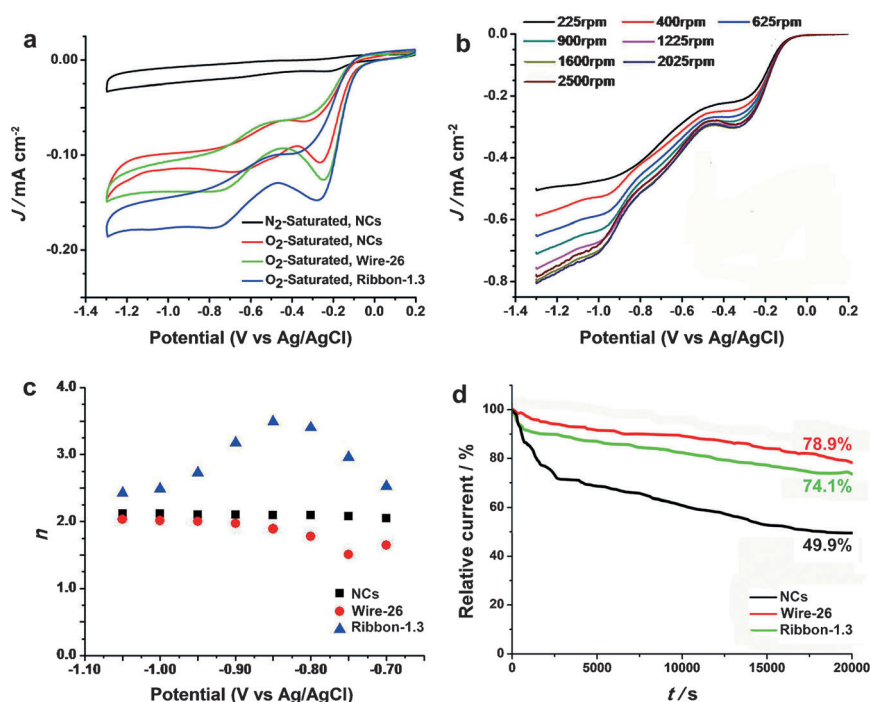 a
J / mA cm-2
0.00
-0.10
-0.20
N2-Saturated, NCs
O2-Saturated, NCs
O2-Saturated, Wire-26
O2-Saturated, Ribbon-1.3
-1.4 -1.2 -1.0 -0.8 -0.6 -0.4 -0.2 0.0 0.2
Potential (V vs Ag/AgCl)
b
225rpm 400rpm 625rpm
900rpm 1225rpm
1600rpm 2025rpm
2500rpm
J / mA cm-2
0.0
-0.2
-0.4
-0.6
-0.8
-1.4 -1.2 -1.0 -0.8 -0.6 -0.4 -0.2 0.0 0.2
Potential (V vs Ag/AgCl)
c
n
4.0
3.0
2.0
1.0
0.0
NCs
Wire-26
Ribbon-1.3
-1.10 -1.00 -0.90 -0.80 -0.70
Potential (V vs Ag/AgCl)
d
Relative current / %
100
80
60
40
20
0
78.9%
74.1%
49.9%
NCs
Wire-26
Ribbon-1.3
0 5000 10000 15000 20000
t / s